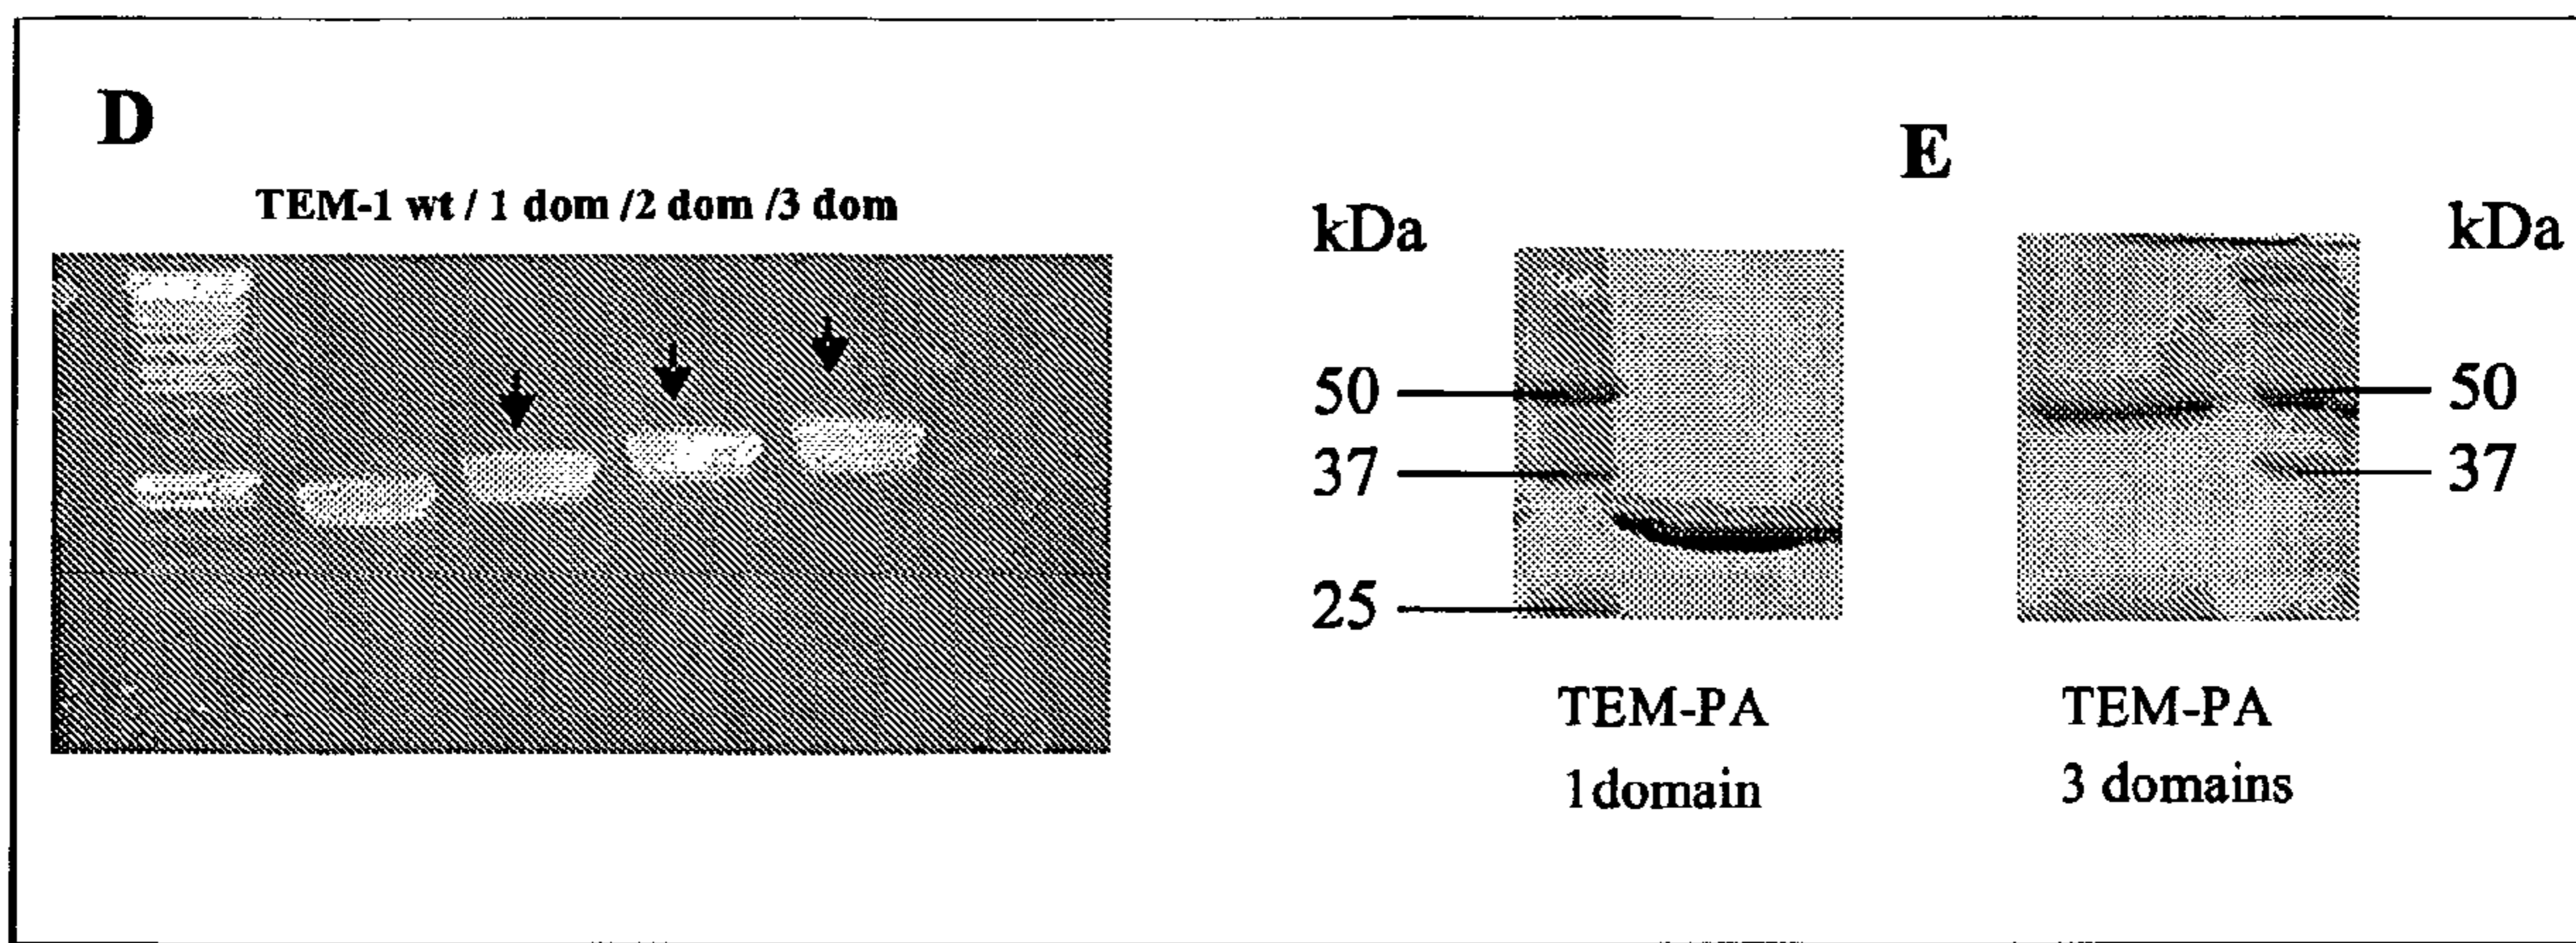 D
TEM-1 wt / 1 dom /2 dom /3 dom
E
kDa
50
37
25
TEM-PA
1domain
kDa
50
37
TEM-PA
3 domains